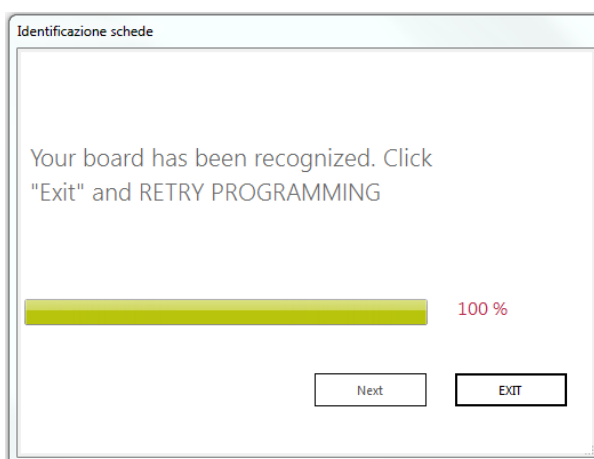 Identificazione schede
Your board has been recognized. Click
"Exit" and RETRY PROGRAMMING
100 %
Next
EXIT